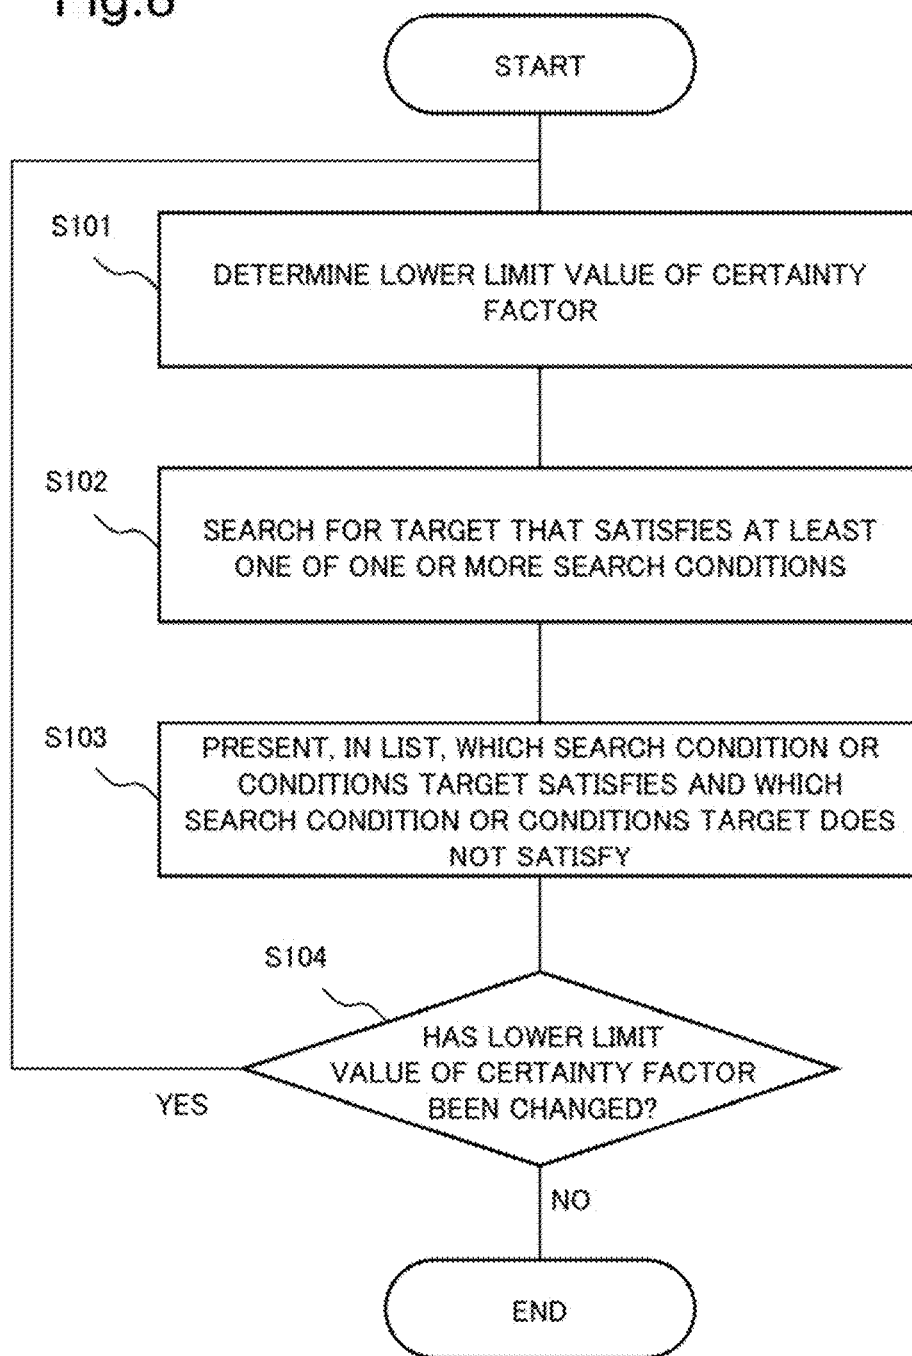 START
S101
DETERMINE LOWER LIMIT VALUE OF CERTAINTY
FACTOR
S102
SEARCH FOR TARGET THAT SATISFIES AT LEAST
ONE OF ONE OR MORE SEARCH CONDITIONS
S103
PRESENT, IN LIST, WHICH SEARCH CONDITION OR
CONDITIONS TARGET SATISFIES AND WHICH
SEARCH CONDITION OR CONDITIONS TARGET DOES
NOT SATISFY
S104
HAS LOWER LIMIT
VALUE OF CERTAINTY FACTOR
BEEN CHANGED?
YES
NO
END